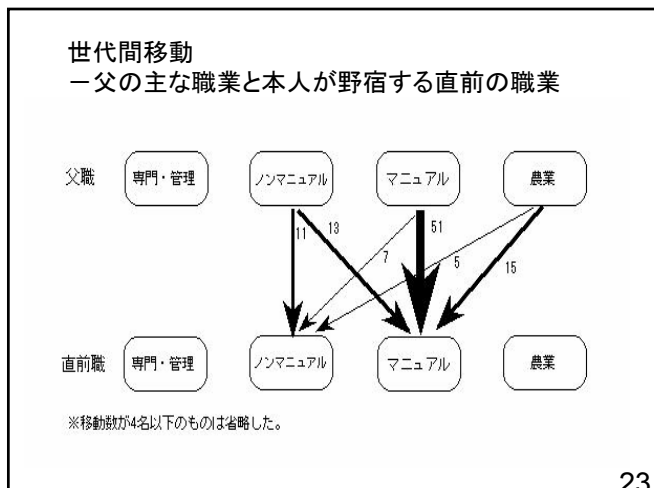 世代間移動
－父の主な職業と本人が野宿する直前の職業
父職 専門・管理 ノンマニュアル マニュアル 農業
11 13 7 51 5 15
直前職 専門・管理 ノンマニュアル マニュアル 農業
※移動数が4名以下のものは省略した。
23